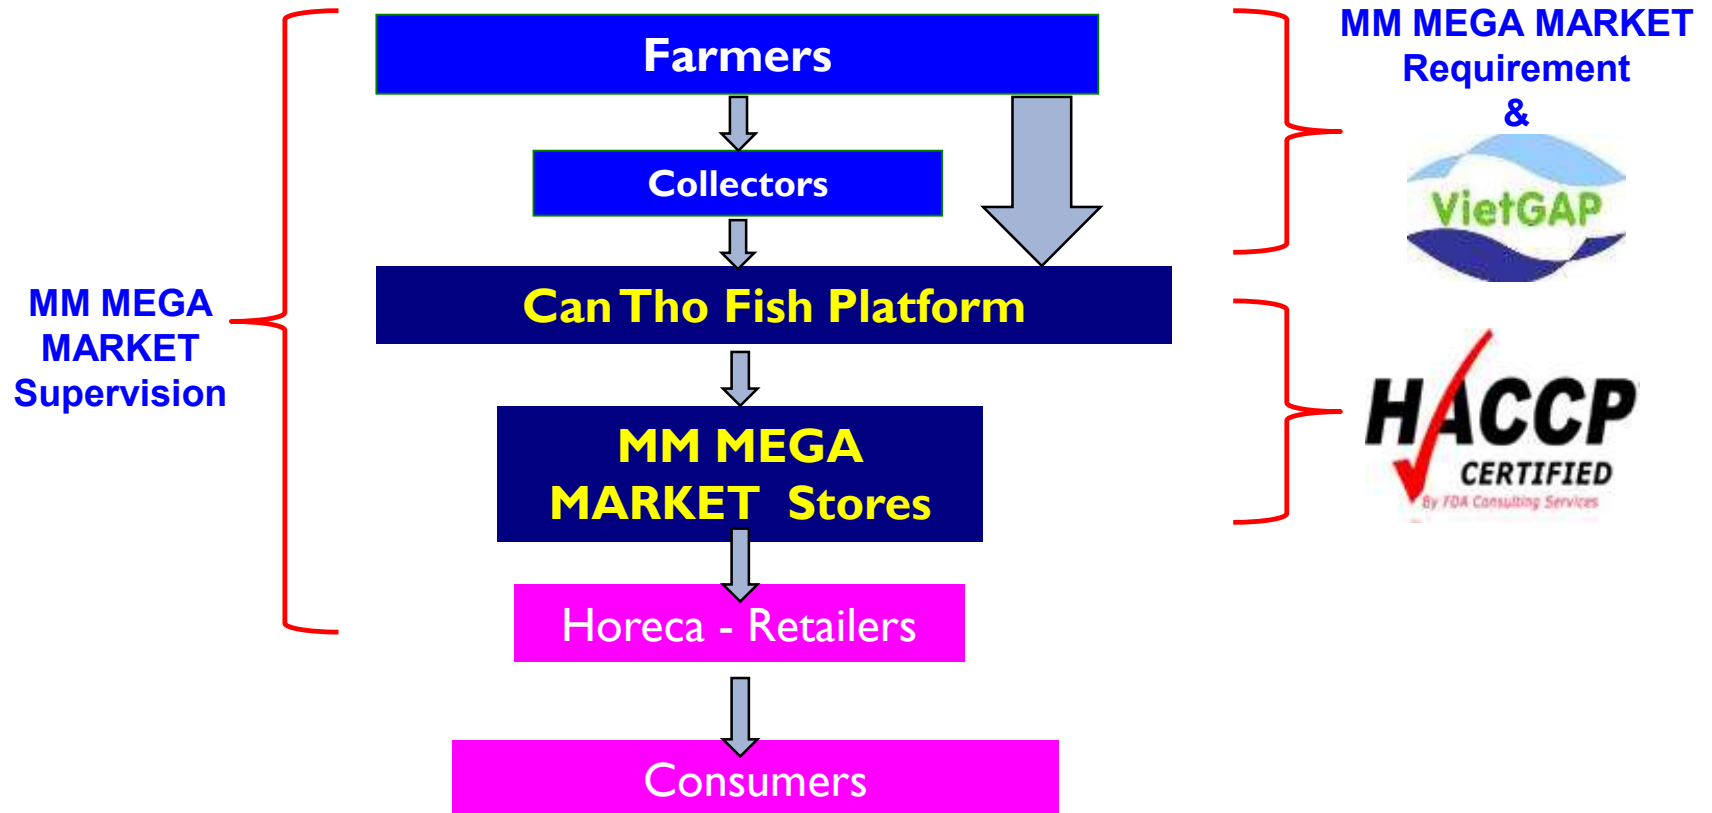 MM MEGA MARKET
Requirement
&
VietGAP
Farmers
Collectors
Can Tho Fish Platform
MM MEGA
MARKET Supervision
MM MEGA
MARKET Stores
HACCP
CERTIFIED
By FDA Consulting Services
Horeca - Retailers
Consumers